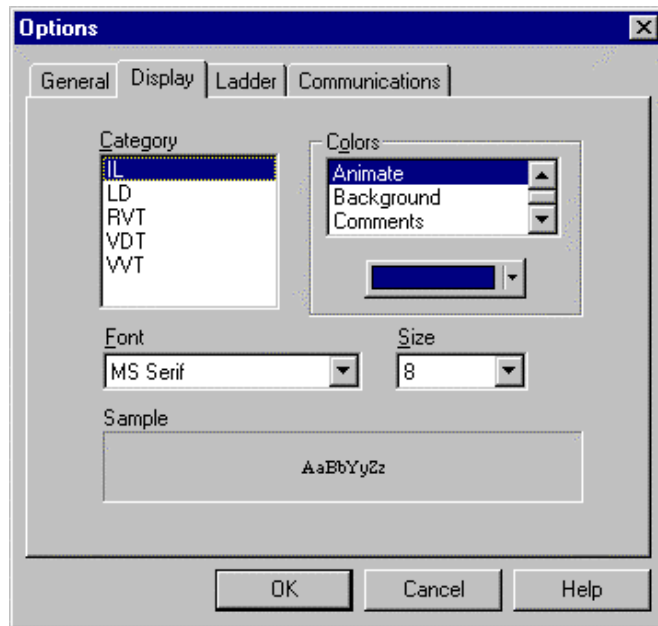 Options
General Display Ladder Communications
Category
IL
LD
RVT
VDT
VVT
Colors
Animate
Background
Comments
Font
MS Serif
Size
8
Sample
AaBbYyZz
OK Cancel Help